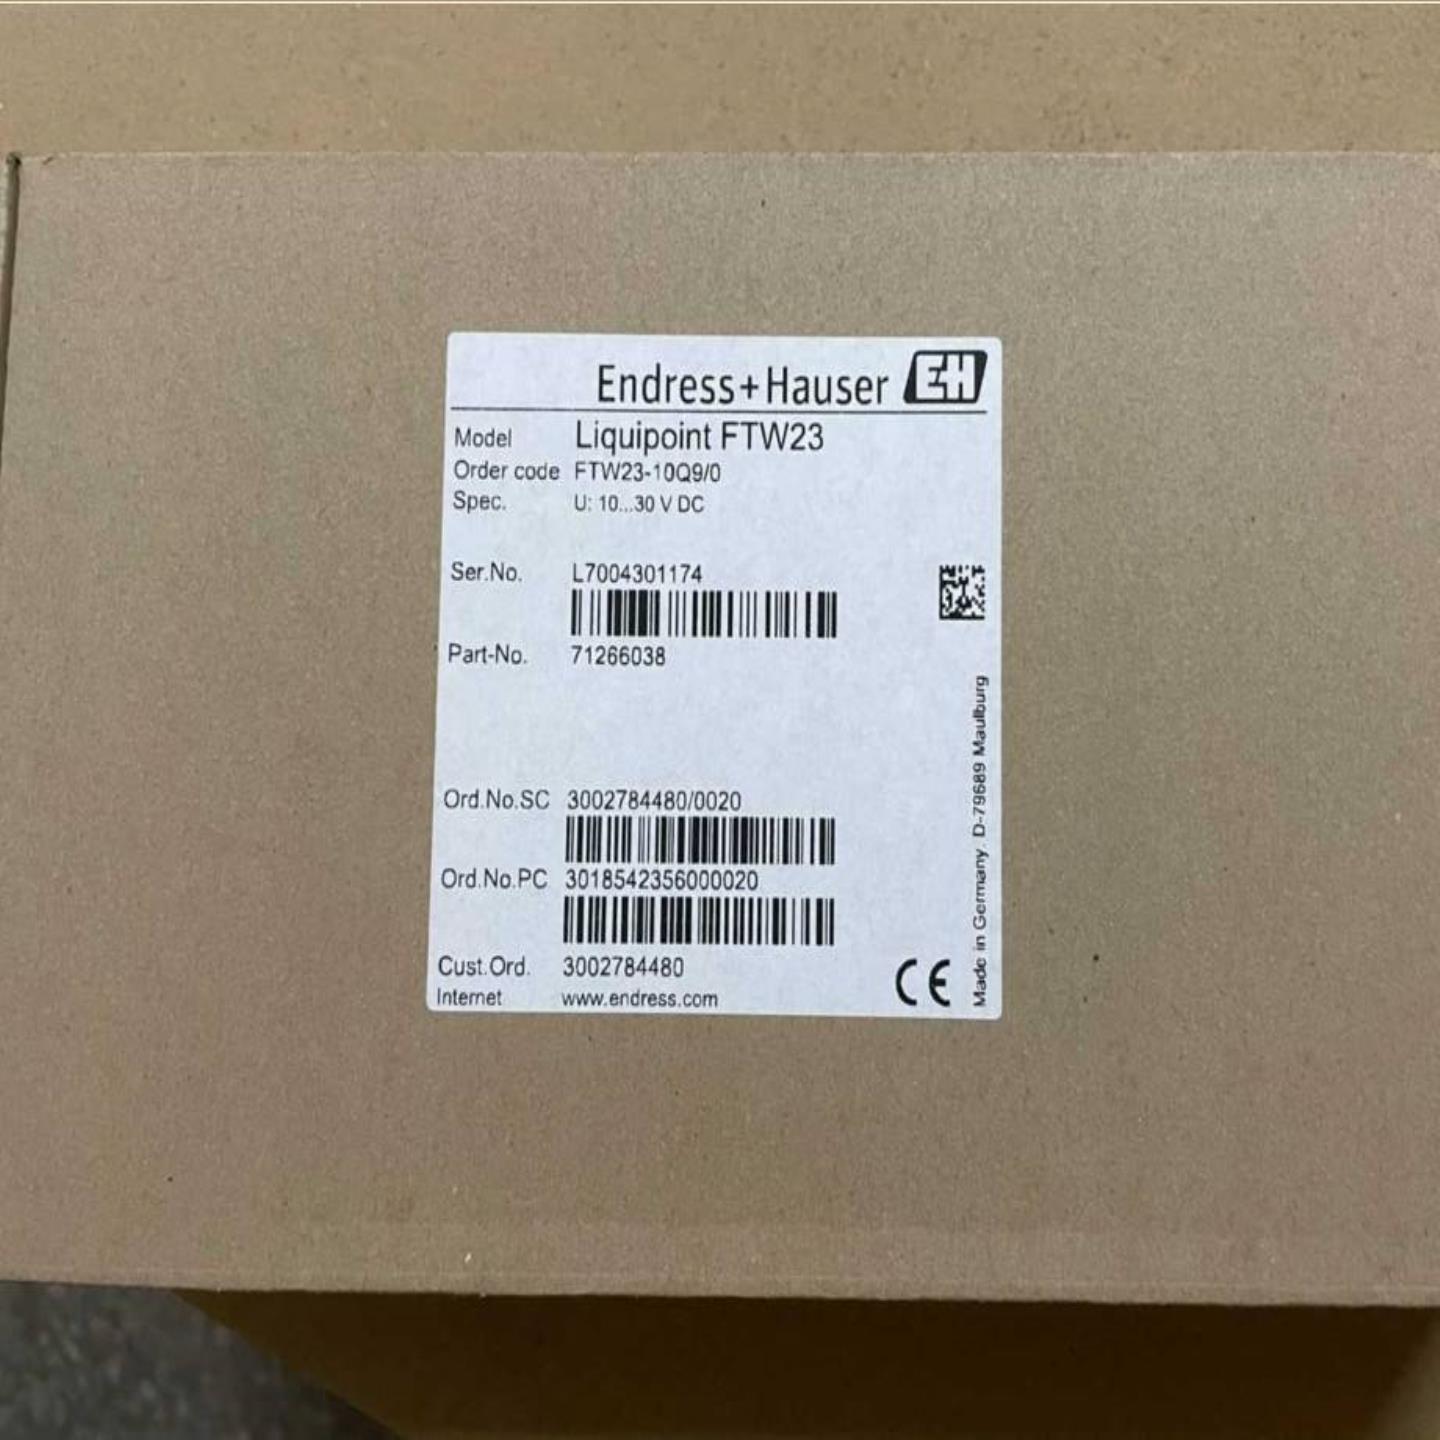 Endress+Hauser EH
Model Liquipoint FTW23
Order code FTW23-10Q9/0
Spec. U: 10...30 V DC
Ser.No. L7004301174
Part-No. 71266038
Ord.No.SC 3002784480/0020
Ord.No.PC 3018542356000020
Cust.Ord. 3002784480
Internet www.endress.com
CE
Made in Germany, D-79689 Maulburg